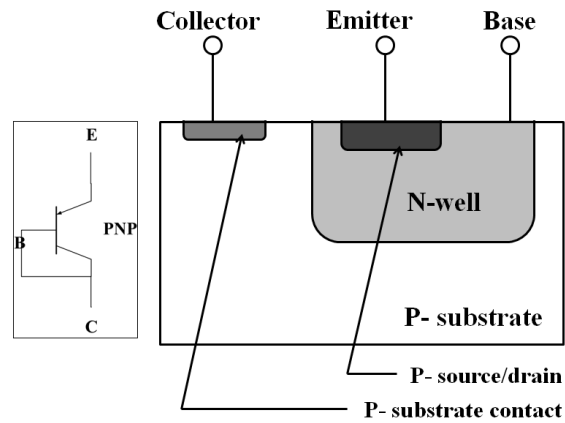 Collector Emitter Base
E
B PNP
C
N-well
P- substrate
P- source/drain
P- substrate contact